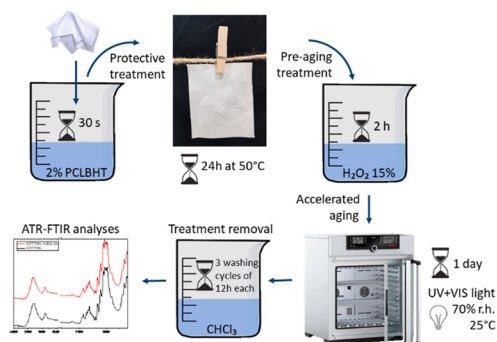 Protective
treatment
Pre-aging
treatment
30 s
2% PCLBHT
24h at 50°C
2 h
H₂O₂ 15%
Accelerated
aging
1 day
UV+VIS light
70% r.h.
25°C
Treatment removal
3 washing
cycles of
12h each
CHCl₃
ATR-FTIR analyses